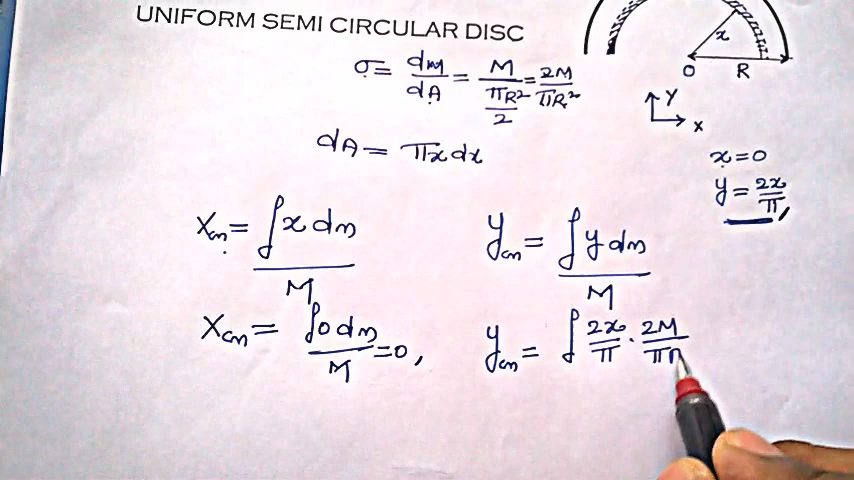 UNIFORM SEMI CIRCULAR DISC
σ = dm/dA = M/(πR²/2) = 2M/πR²
x
O R
Y
x
dA = πx dx
x = 0
y = 2x/π,
Xcm = ∫x dm / M
ycm = ∫y dm / M
Xcm = ∫0 dm / M = 0,
ycm = ∫ 2x/π · 2M/π